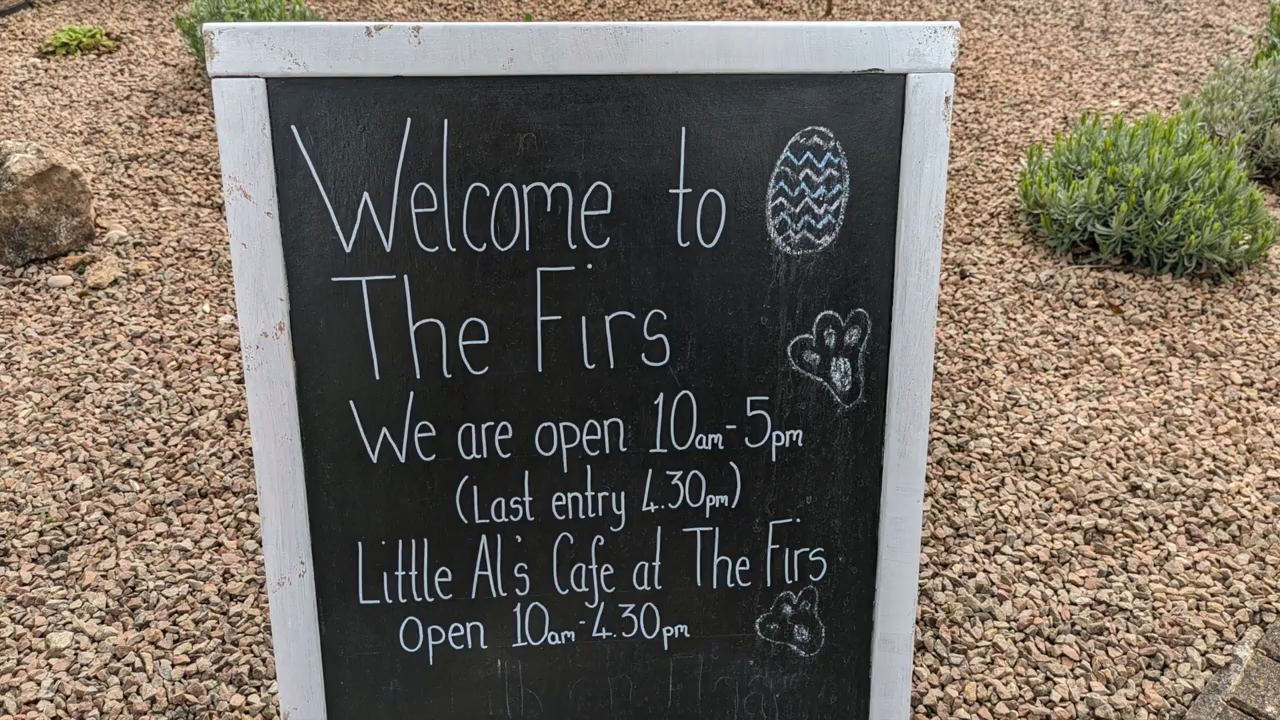 Welcome to
The Firs
We are open 10am-5pm
(Last entry 4.30pm)
Little Al's Cafe at The Firs
Open 10am-4.30pm